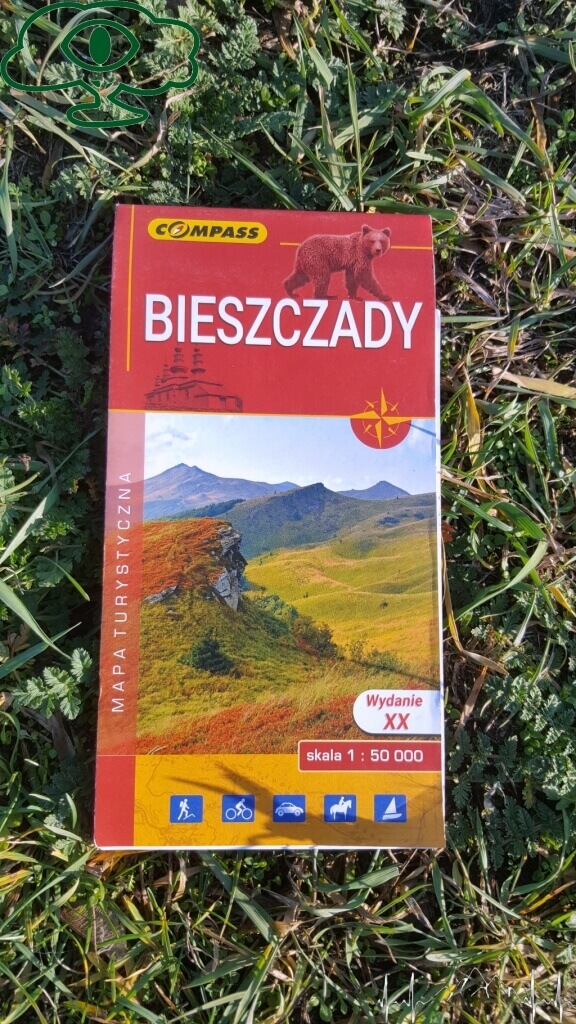 COMPASS
BIESZCZADY
MAPA TURYSTYCZNA
Wydanie
XX
skala 1 : 50 000